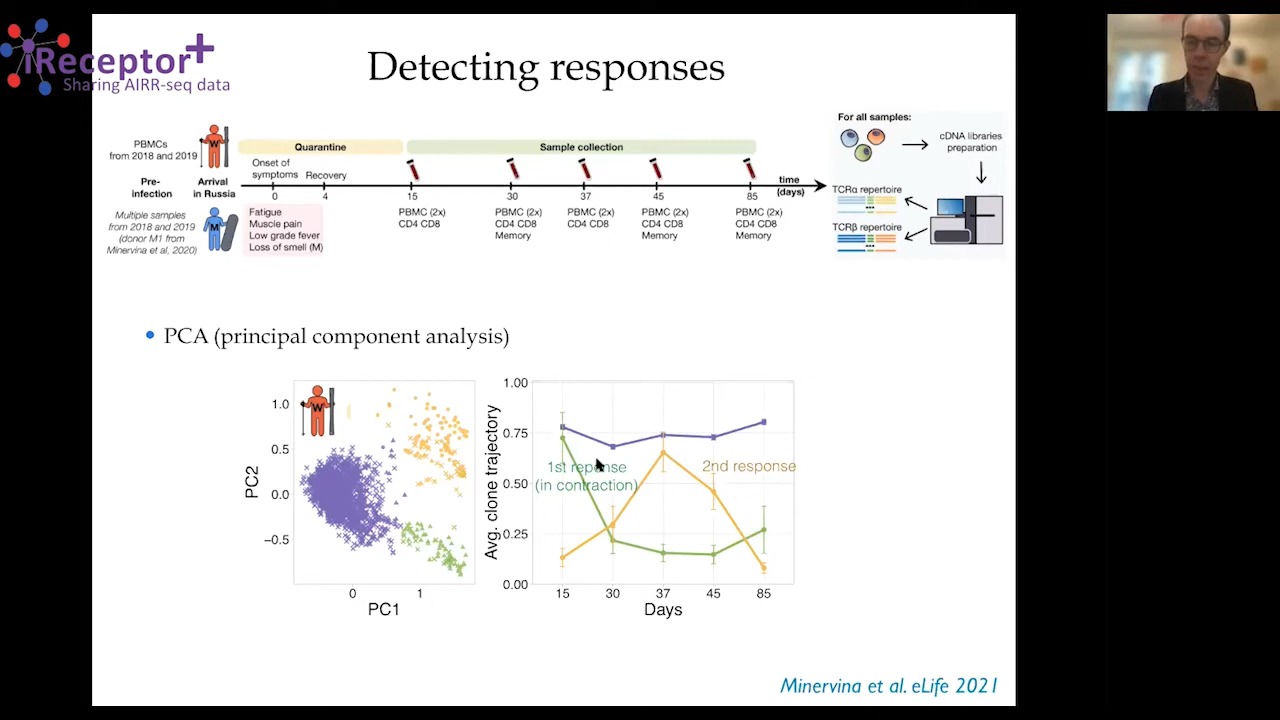 iReceptor+
Sharing AIRR-seq data
Detecting responses
PBMCs
from 2018 and 2019
W
Quarantine
Sample collection
Onset of
symptoms
Recovery
Pre-
infection
Arrival
in Russia
0
4
15
30
37
45
85
time
(days)
Multiple samples
from 2018 and 2019
(donor M1 from
Minervina et al, 2020)
M
Fatigue
Muscle pain
Low grade fever
Loss of smell (M)
PBMC (2x)
CD4 CD8
PBMC (2x)
CD4 CD8
Memory
PBMC (2x)
CD4 CD8
PBMC (2x)
CD4 CD8
Memory
PBMC (2x)
CD4 CD8
Memory
For all samples:
cDNA libraries
preparation
TCRα repertoire
TCRβ repertoire
• PCA (principal component analysis)
W
1.0
0.5
0.0
−0.5
PC2
0
1
PC1
1.00
0.75
0.50
0.25
0.00
Avg. clone trajectory
1st reponse
(in contraction)
2nd response
15
30
37
45
85
Days
Minervina et al. eLife 2021